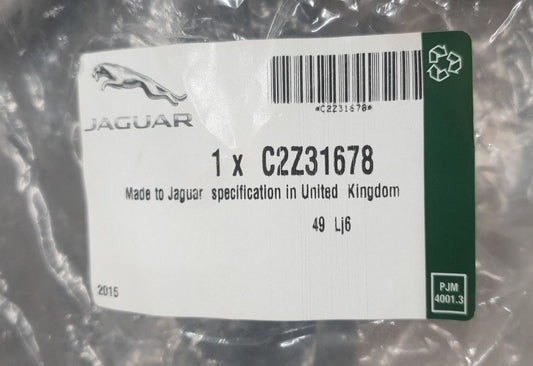 JAGUAR
*C2Z31678*
1 x C2Z31678
Made to Jaguar specification in United Kingdom
49 Lj6
2015
PJM
4001.3